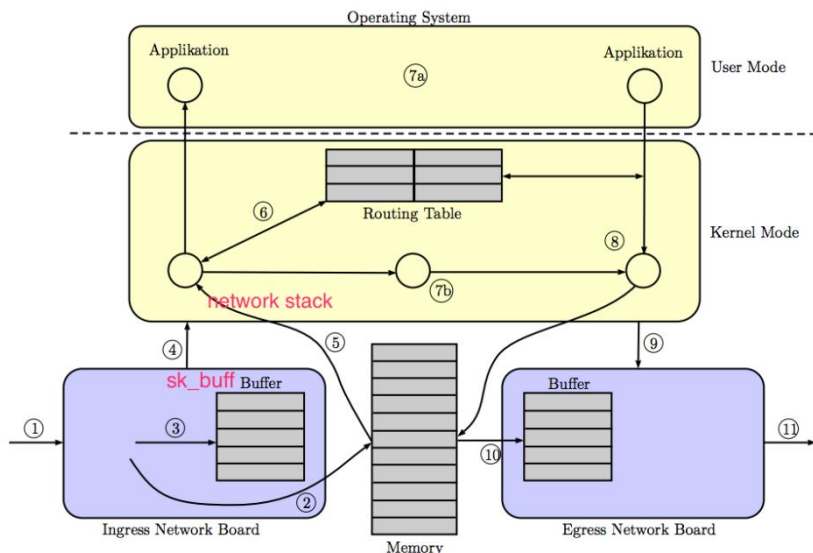 Operating System
Applikation
Applikation
7a
User Mode
Routing Table
6
8
Kernel Mode
7b
network stack
4
5
9
sk_buff
Buffer
Buffer
1
3
10
11
2
Ingress Network Board
Egress Network Board
Memory